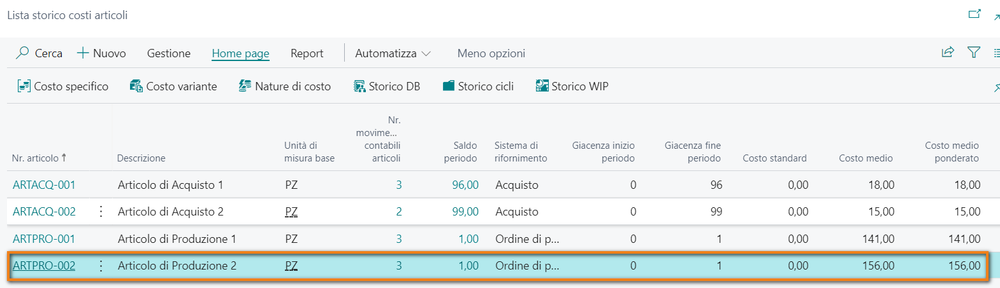 Lista storico costi articoli
Cerca Nuovo Gestione Home page Report Automatizza Meno opzioni
Costo specifico Costo variante Nature di costo Storico DB Storico cicli Storico WIP
Nr. articolo ↑ Descrizione Unità di misura base Nr. movime... contabili articoli Saldo periodo Sistema di rifornimento Giacenza inizio periodo Giacenza fine periodo Costo standard Costo medio Costo medio ponderato
ARTACQ-001 Articolo di Acquisto 1 PZ 3 96,00 Acquisto 0 96 0,00 18,00 18,00
ARTACQ-002 Articolo di Acquisto 2 PZ 2 99,00 Acquisto 0 99 0,00 15,00 15,00
ARTPRO-001 Articolo di Produzione 1 PZ 3 1,00 Ordine di p... 0 1 0,00 141,00 141,00
ARTPRO-002 Articolo di Produzione 2 PZ 3 1,00 Ordine di p... 0 1 0,00 156,00 156,00